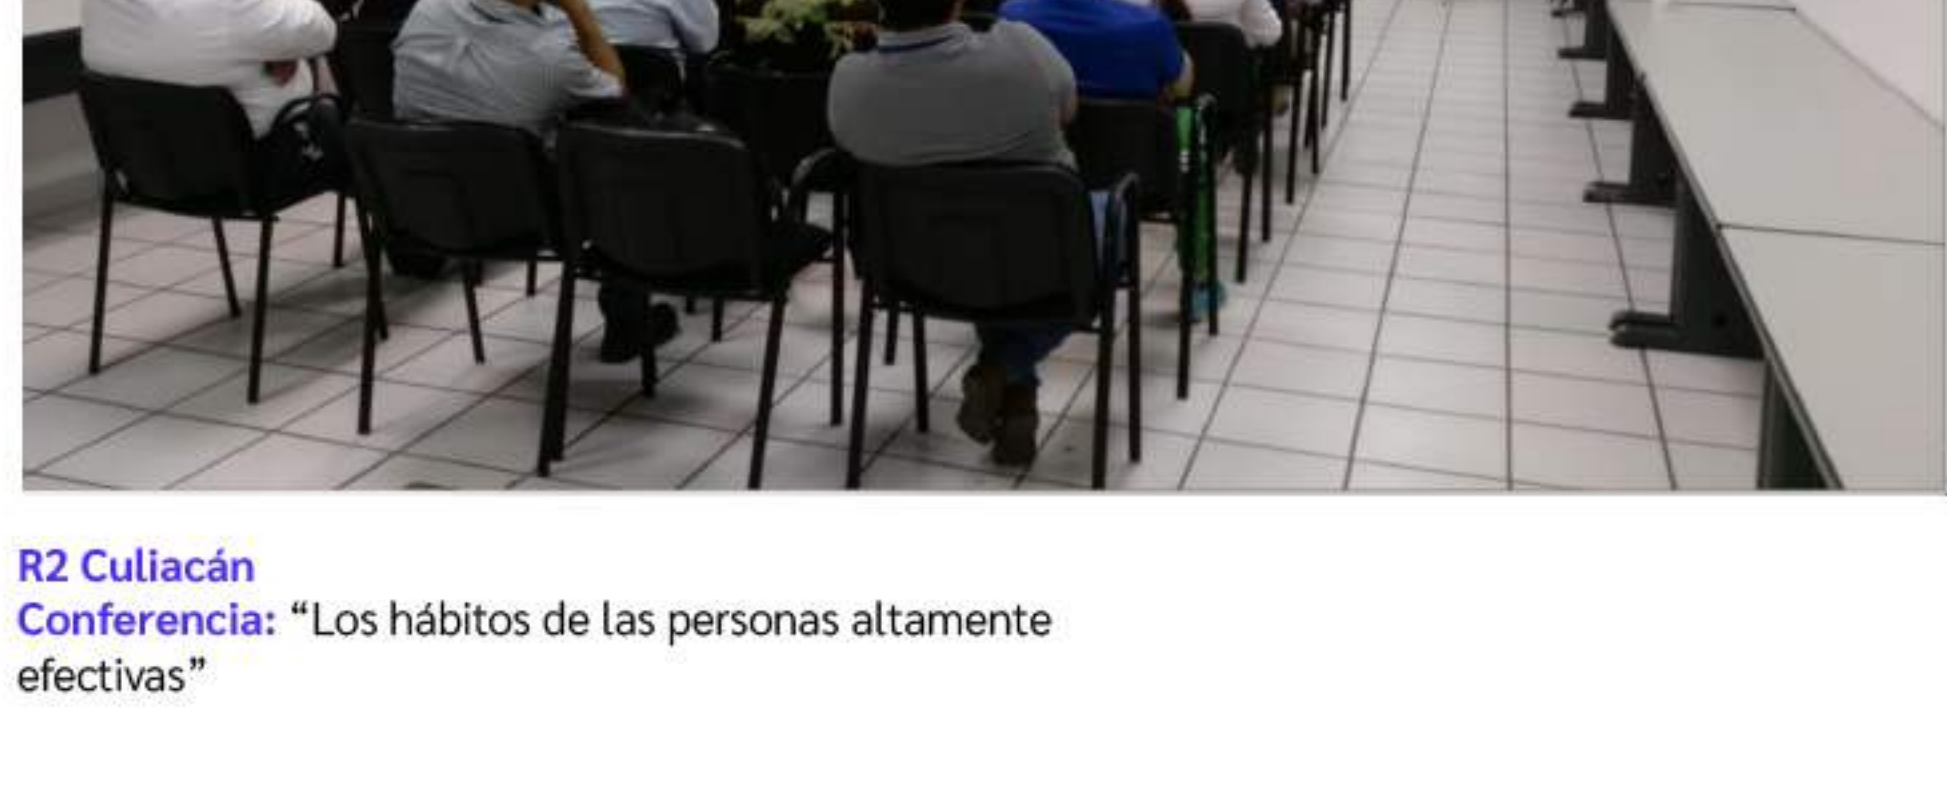 R2 Culiacán
Conferencia: “Los hábitos de las personas altamente
efectivas”